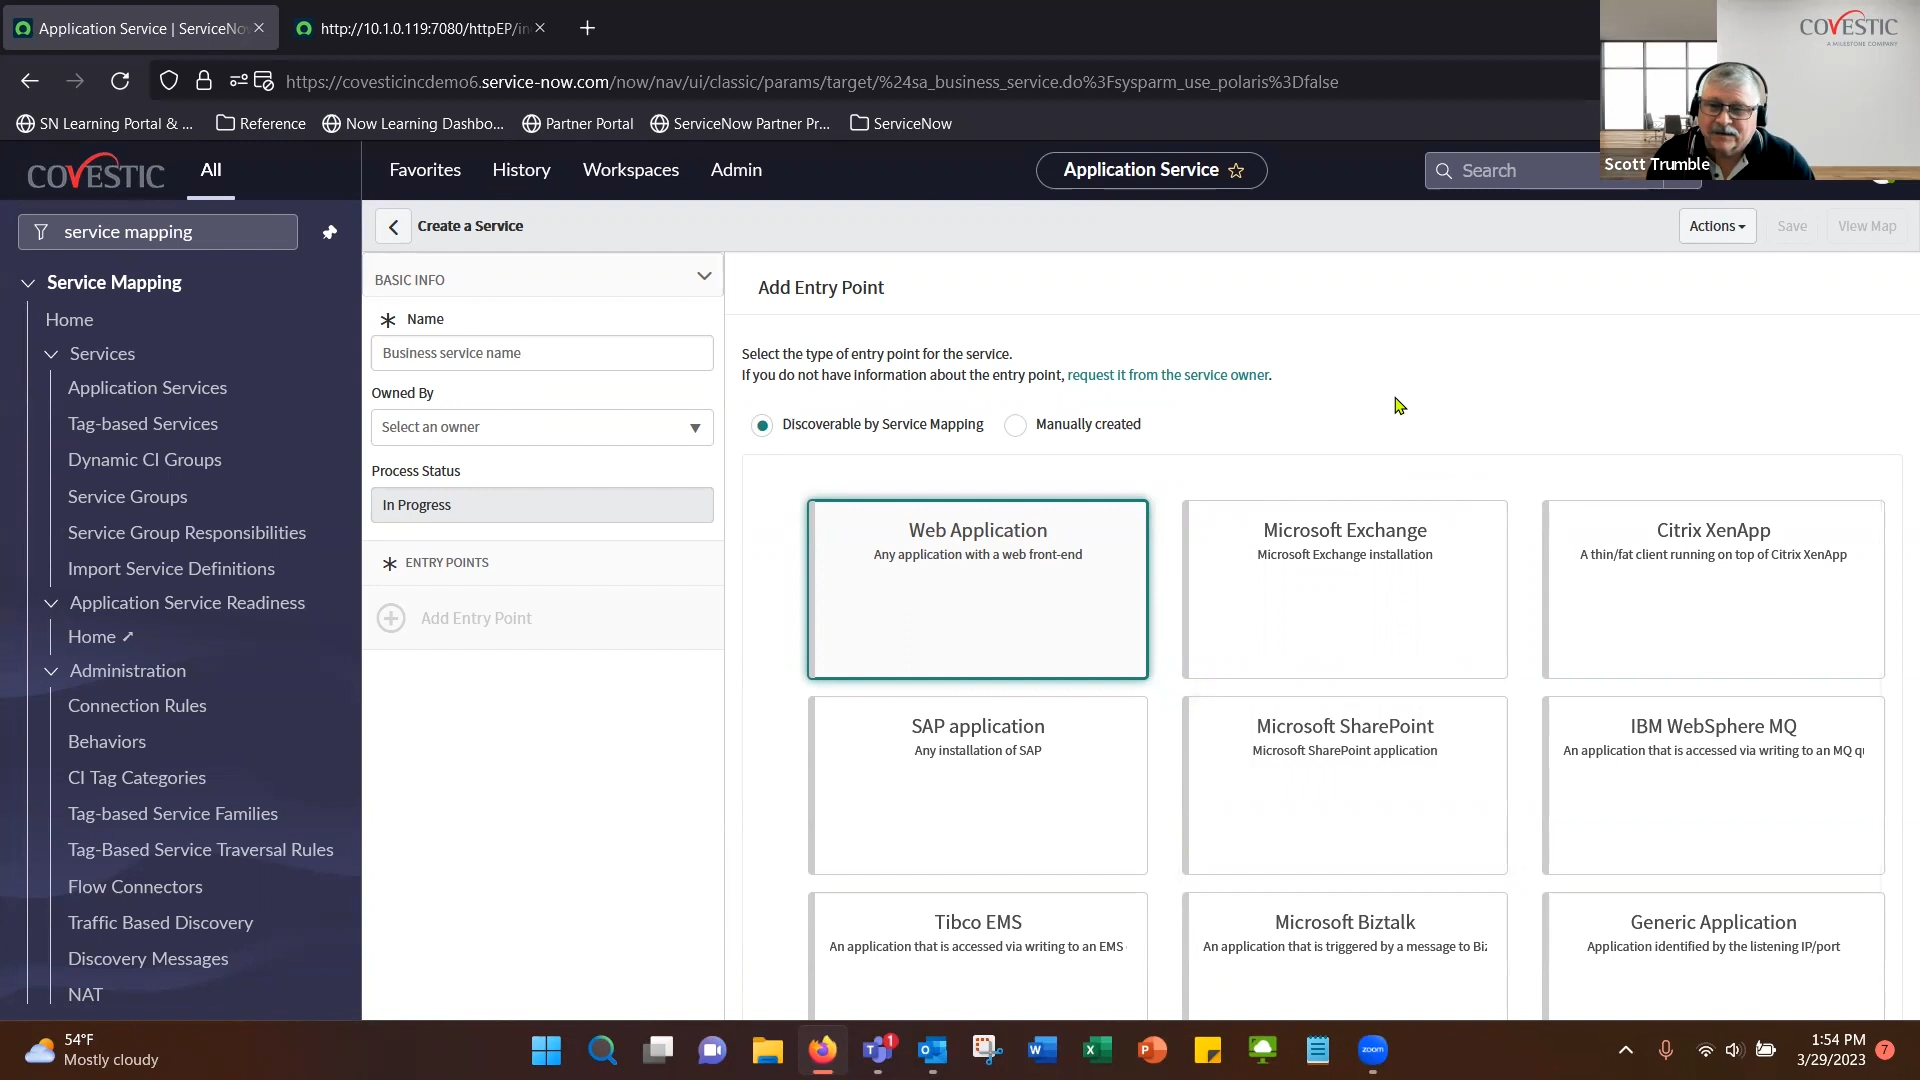 Application Service | ServiceNo
http://10.1.0.119:7080/httpEP/in
https://covesticincdemo6.service-now.com/now/nav/ui/classic/params/target/%24sa_business_service.do%3Fsysparm_use_polaris%3Dfalse
SN Learning Portal & ...
Reference
Now Learning Dashbo...
Partner Portal
ServiceNow Partner Pr...
ServiceNow
COVESTIC
A MILESTONE COMPANY
Scott Trumble
COVESTIC
All
Favorites
History
Workspaces
Admin
Application Service
Search
service mapping
Service Mapping
Home
Services
Application Services
Tag-based Services
Dynamic CI Groups
Service Groups
Service Group Responsibilities
Import Service Definitions
Application Service Readiness
Home
Administration
Connection Rules
Behaviors
CI Tag Categories
Tag-based Service Families
Tag-Based Service Traversal Rules
Flow Connectors
Traffic Based Discovery
Discovery Messages
NAT
Create a Service
Actions
Save
View Map
BASIC INFO
Name
Business service name
Owned By
Select an owner
Process Status
In Progress
ENTRY POINTS
Add Entry Point
Add Entry Point
Select the type of entry point for the service.
If you do not have information about the entry point, request it from the service owner.
Discoverable by Service Mapping
Manually created
Web Application
Any application with a web front-end
Microsoft Exchange
Microsoft Exchange installation
Citrix XenApp
A thin/fat client running on top of Citrix XenApp
SAP application
Any installation of SAP
Microsoft SharePoint
Microsoft SharePoint application
IBM WebSphere MQ
An application that is accessed via writing to an MQ qu
Tibco EMS
An application that is accessed via writing to an EMS
Microsoft Biztalk
An application that is triggered by a message to Biz
Generic Application
Application identified by the listening IP/port
54°F
Mostly cloudy
1
zoom
1:54 PM
3/29/2023
7